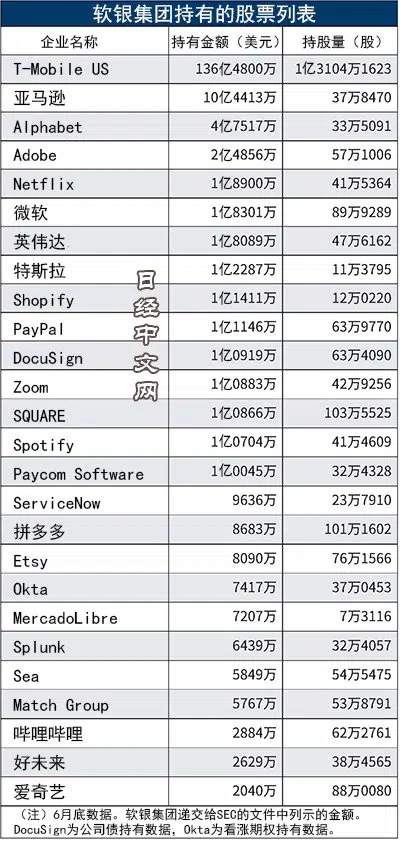 软银集团持有的股票列表
企业名称 持有金额（美元） 持股量（股）
T-Mobile US 136亿4800万 1亿3104万1623
亚马逊 10亿4413万 37万8470
Alphabet 4亿7517万 33万5091
Adobe 2亿4856万 57万1006
Netflix 1亿8900万 41万5364
微软 1亿8301万 89万9289
英伟达 1亿8089万 47万6162
特斯拉 1亿2287万 11万3795
Shopify 1亿1411万 12万0220
PayPal 1亿1146万 63万9770
DocuSign 1亿0919万 63万4090
Zoom 1亿0883万 42万9256
SQUARE 1亿0866万 103万5525
Spotify 1亿0704万 41万4609
Paycom Software 1亿0045万 32万4328
ServiceNow 9636万 23万7910
拼多多 8683万 101万1602
Etsy 8090万 76万1566
Okta 7417万 37万0453
MercadoLibre 7207万 7万3116
Splunk 6439万 32万4057
Sea 5849万 54万5475
Match Group 5767万 53万8791
哔哩哔哩 2884万 62万2761
好未来 2629万 38万4565
爱奇艺 2040万 88万0080
（注）6月底数据。软银集团递交给SEC的文件中列示的金额。
DocuSign为公司债持有数据，Okta为看涨期权持有数据。
日经中文网